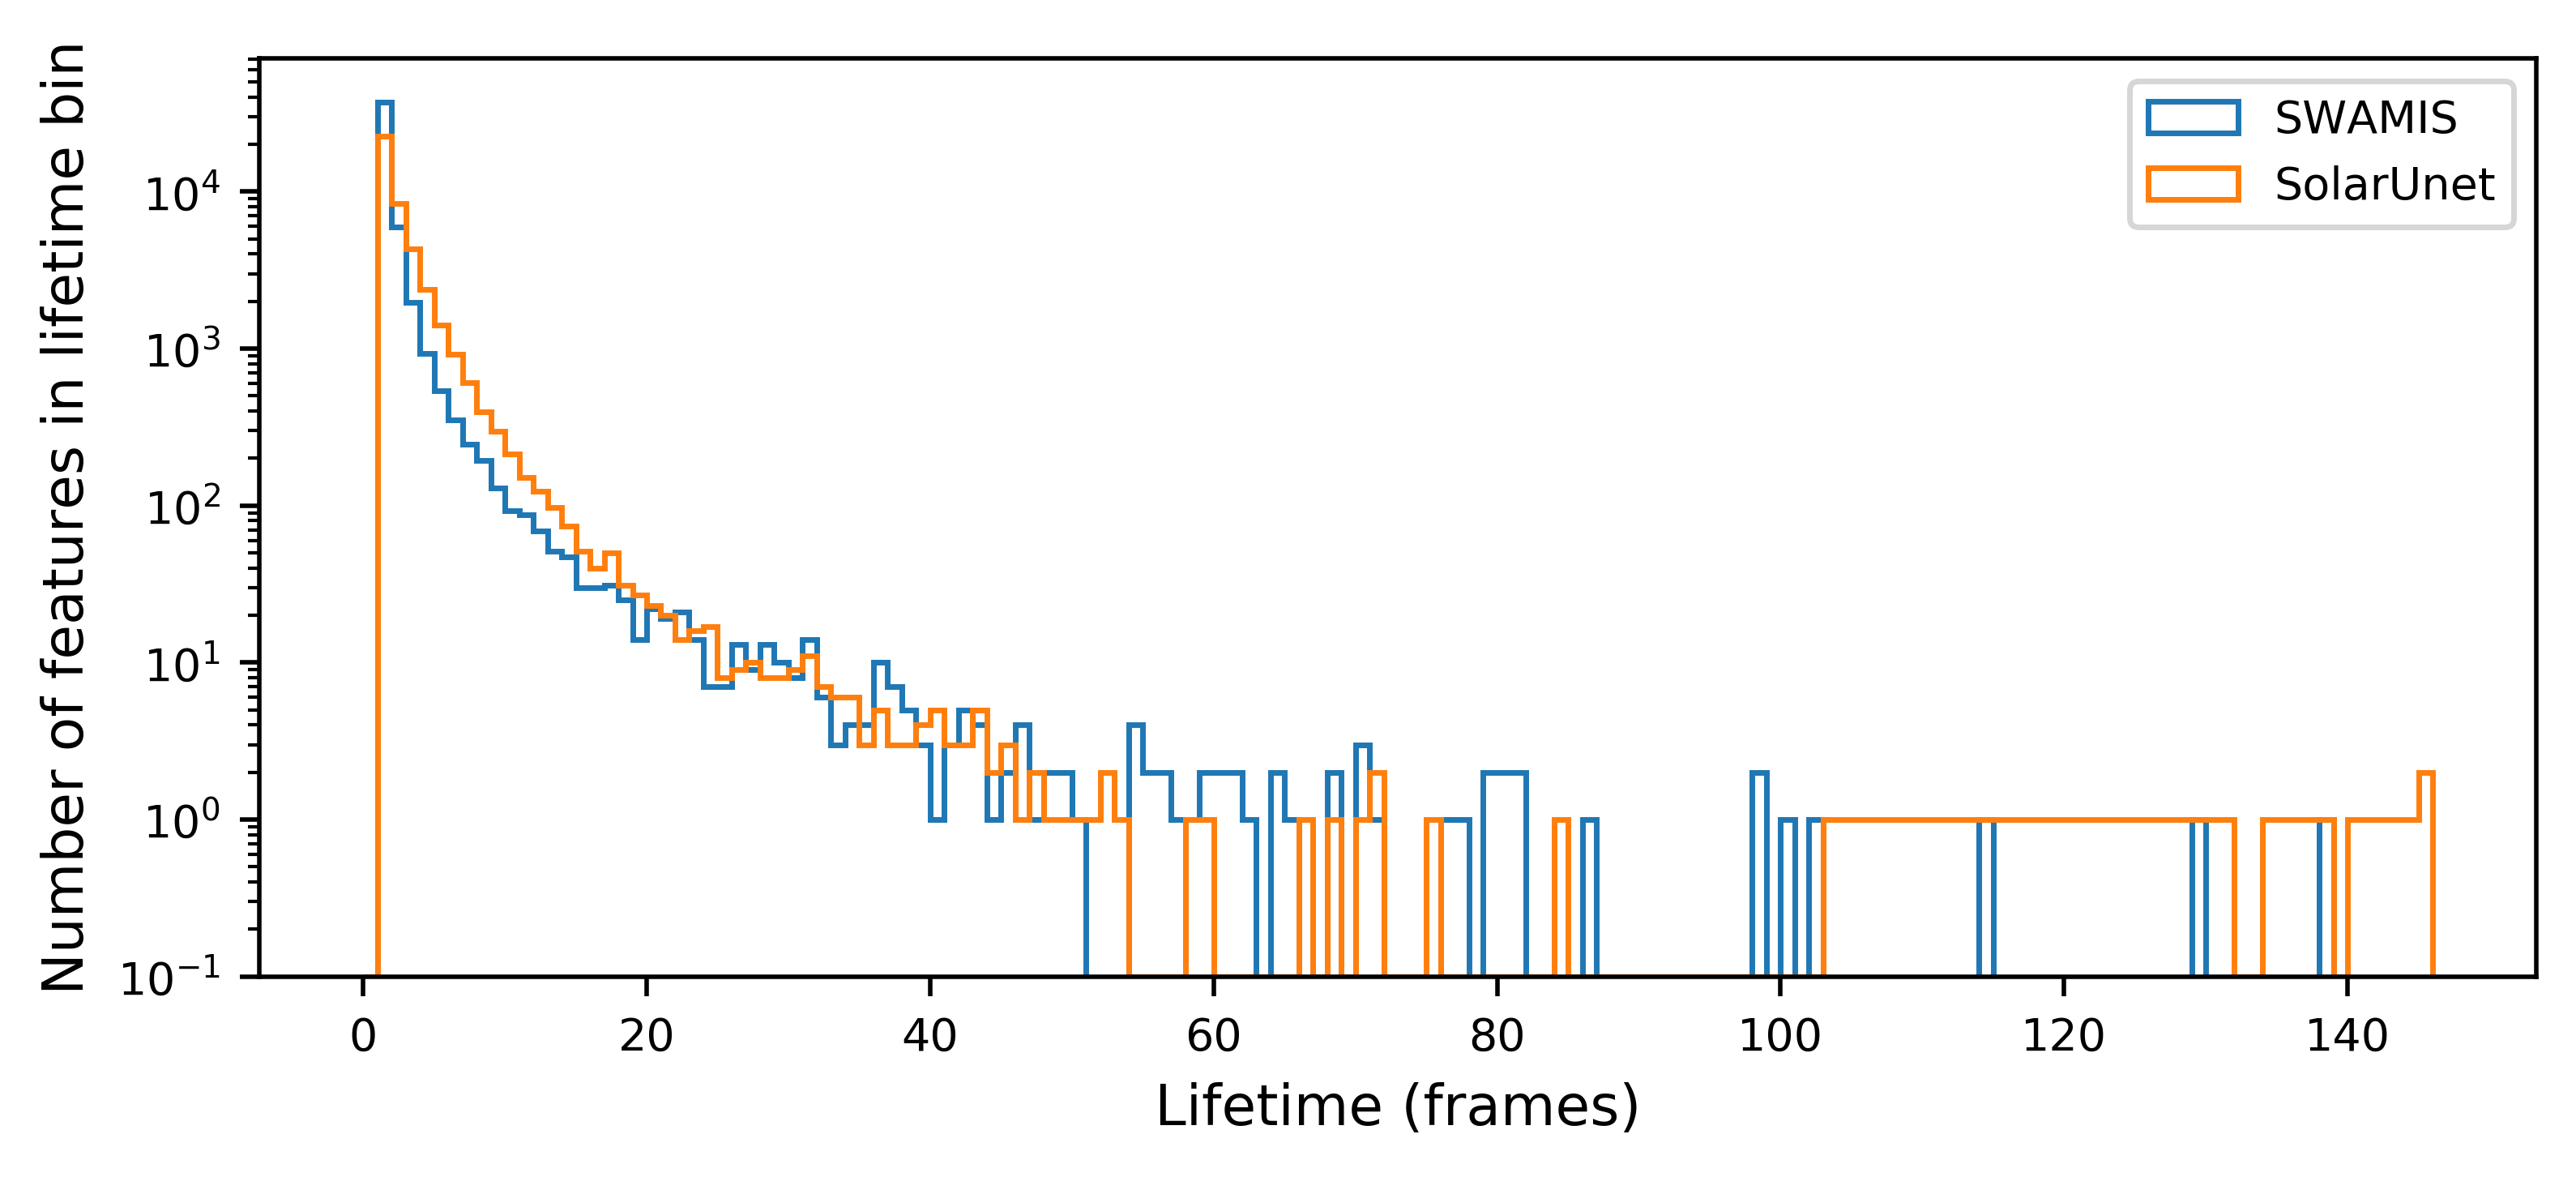 Number of features in lifetime bin
10⁴
10³
10²
10¹
10⁰
10⁻¹
0 20 40 60 80 100 120 140
Lifetime (frames)
SWAMIS
SolarUnet